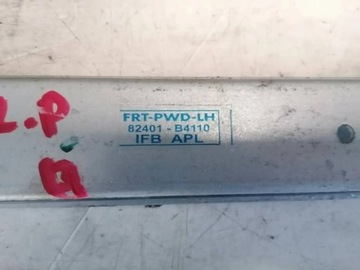 FRT-PWD-LH
82401 - B4110
IFB APL
L.P
G